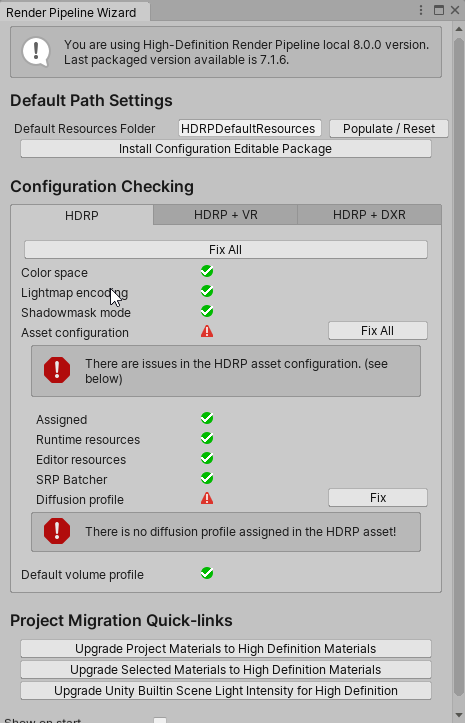 Render Pipeline Wizard
You are using High-Definition Render Pipeline local 8.0.0 version.
Last packaged version available is 7.1.6.
Default Path Settings
Default Resources Folder HDRPDefaultResources Populate / Reset
Install Configuration Editable Package
Configuration Checking
HDRP HDRP + VR HDRP + DXR
Fix All
Color space
Lightmap encoding
Shadowmask mode
Asset configuration Fix All
There are issues in the HDRP asset configuration. (see
below)
Assigned
Runtime resources
Editor resources
SRP Batcher
Diffusion profile Fix
There is no diffusion profile assigned in the HDRP asset!
Default volume profile
Project Migration Quick-links
Upgrade Project Materials to High Definition Materials
Upgrade Selected Materials to High Definition Materials
Upgrade Unity Builtin Scene Light Intensity for High Definition
Show on start